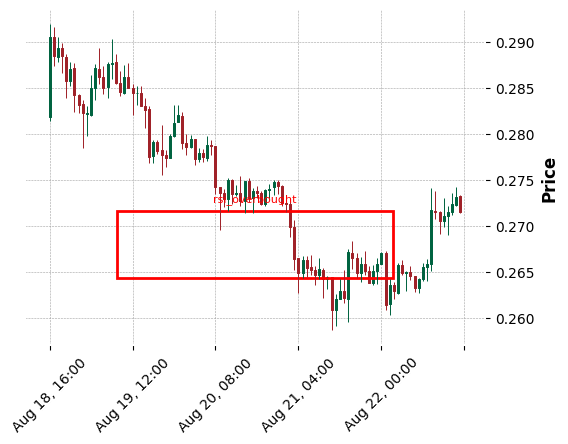 0.290
0.285
0.280
0.275
0.270
0.265
0.260
Price
rsi_overbought
Aug 18, 16:00
Aug 19, 12:00
Aug 20, 08:00
Aug 21, 04:00
Aug 22, 00:00